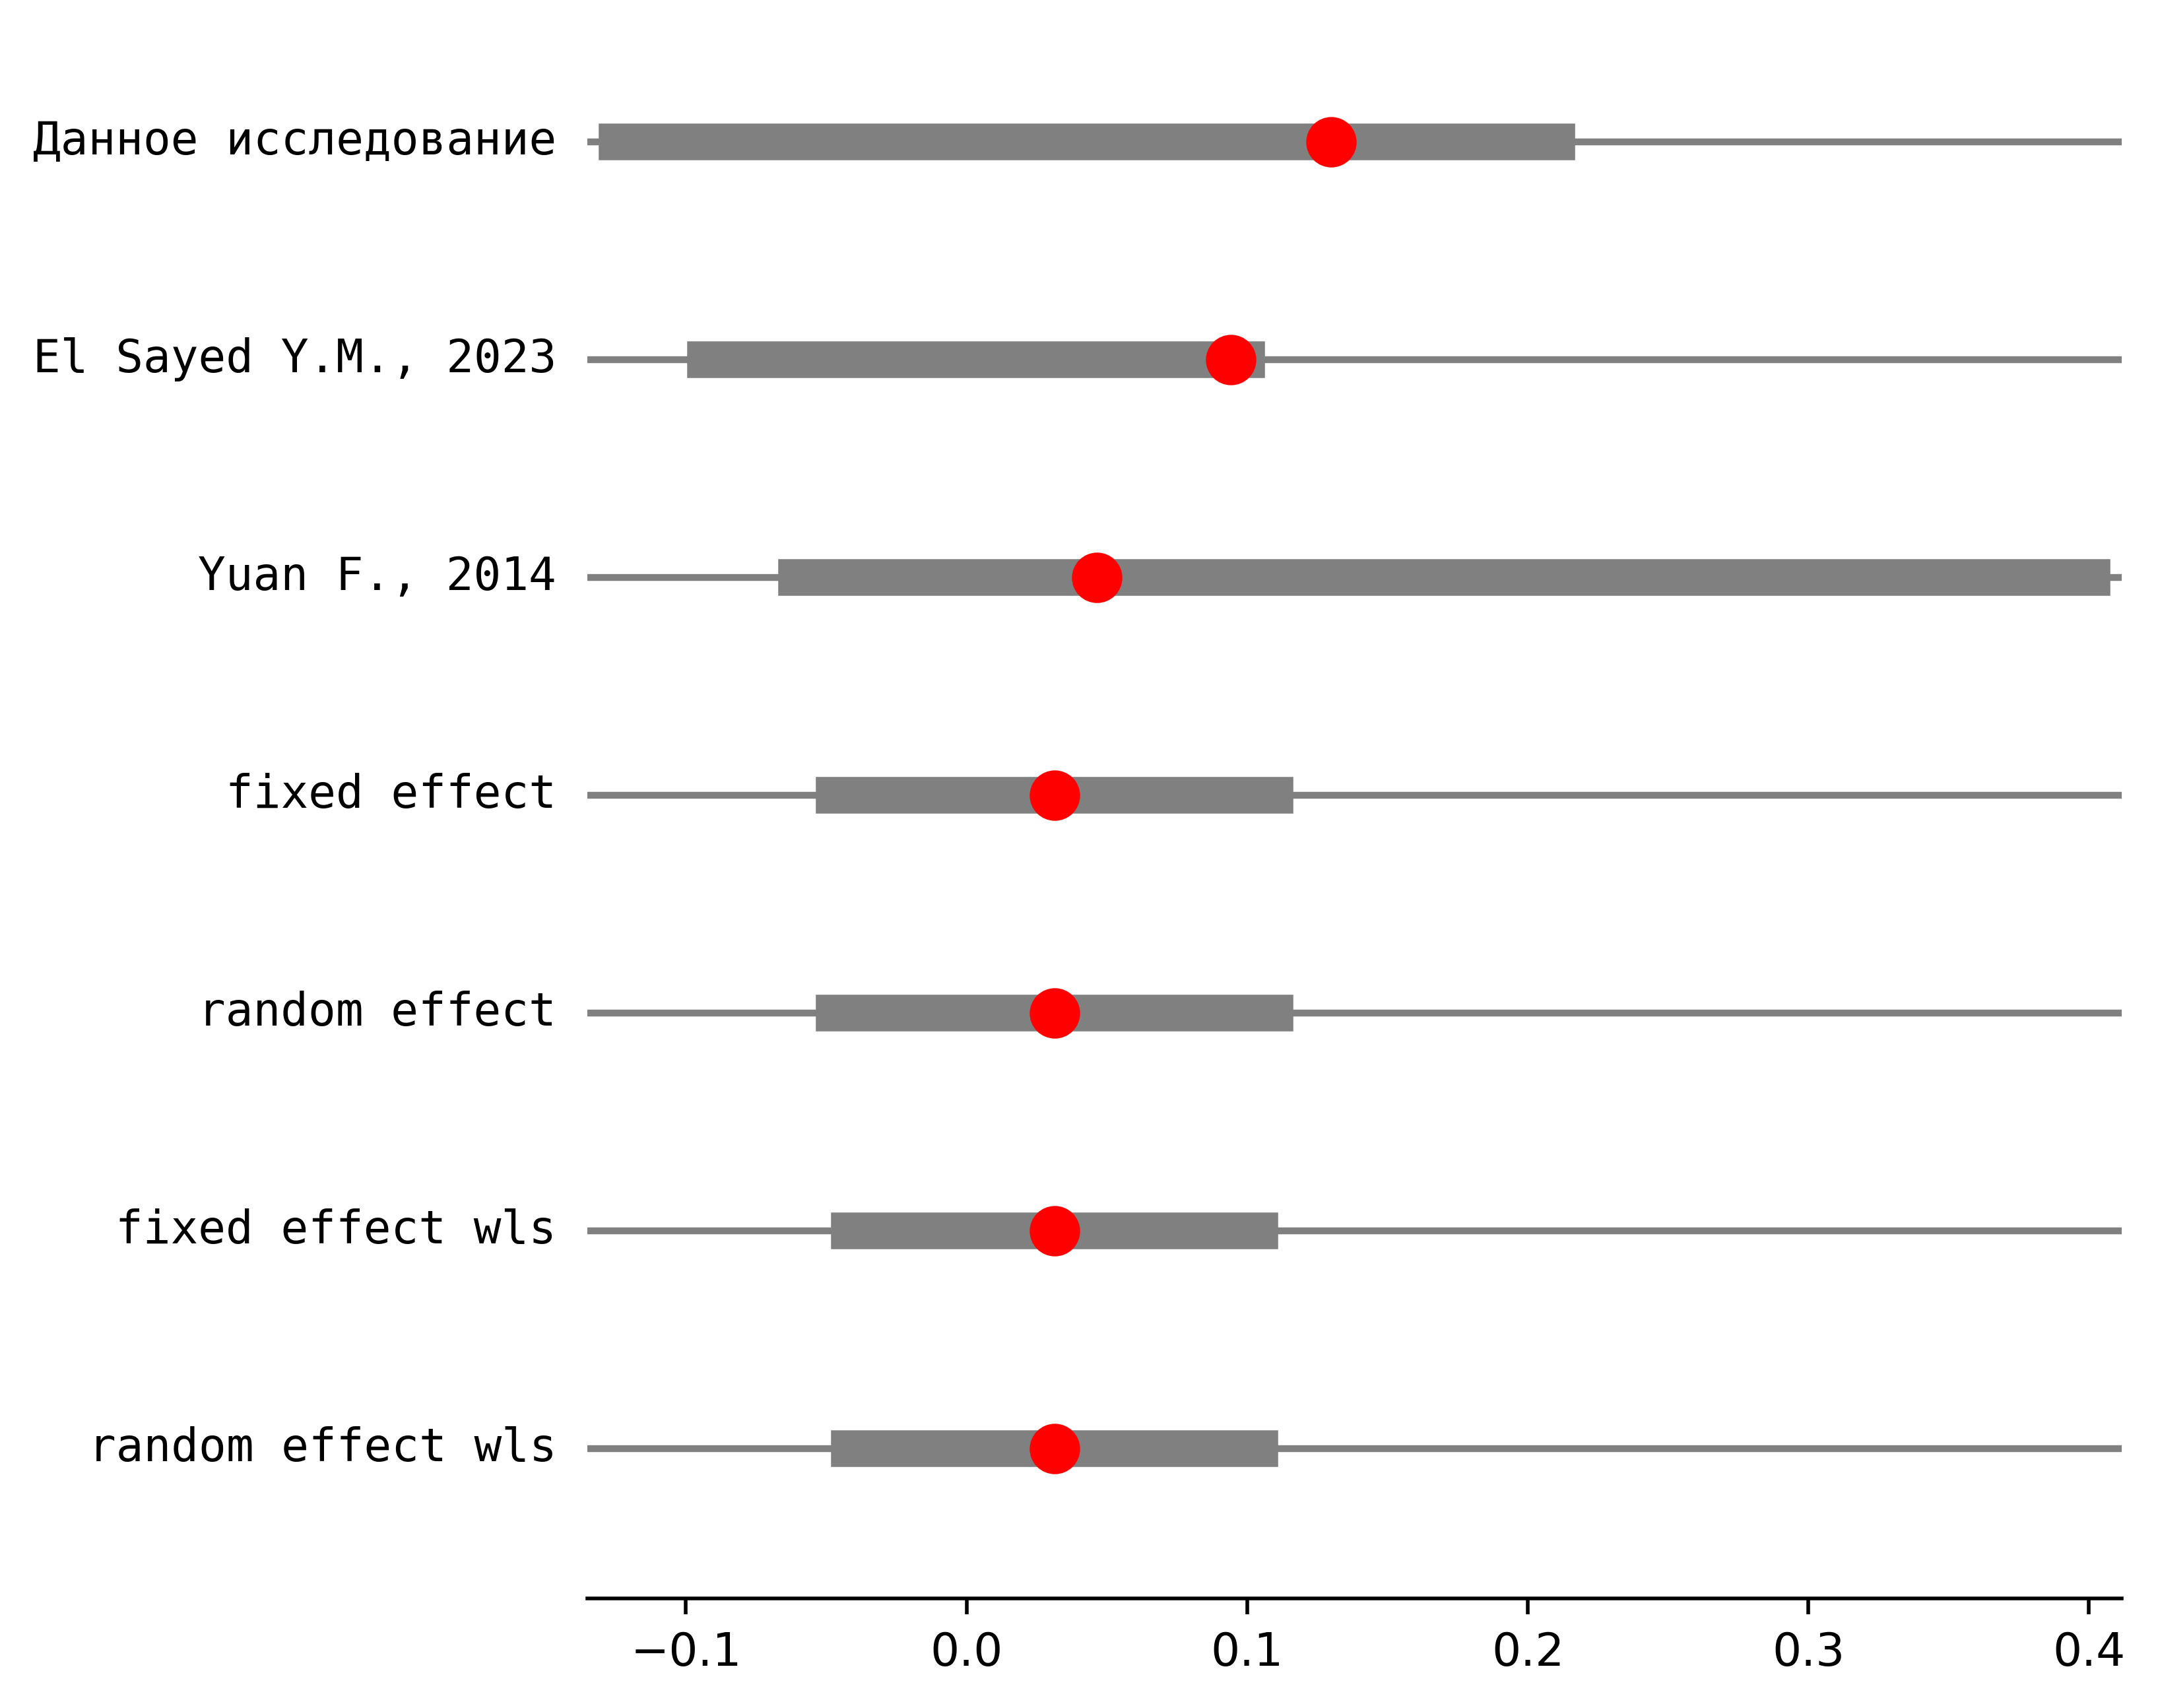 Данное исследование
El Sayed Y.M., 2023
Yuan F., 2014
fixed effect
random effect
fixed effect wls
random effect wls
−0.1 0.0 0.1 0.2 0.3 0.4